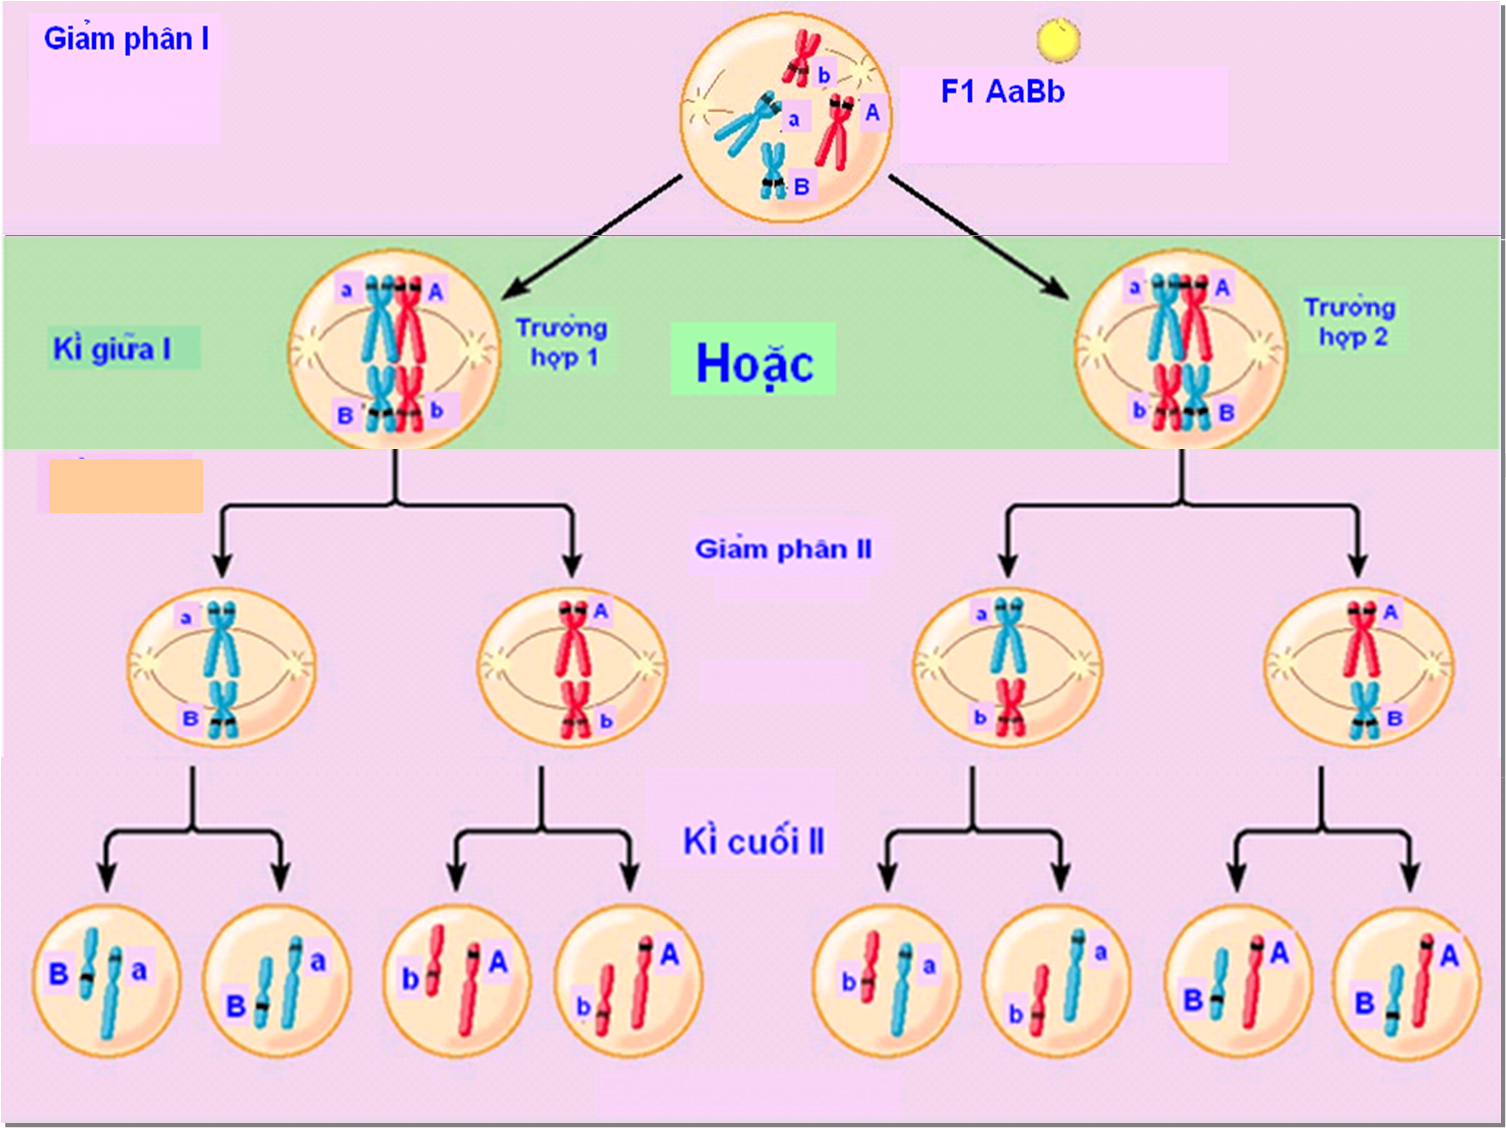 Giảm phân I
F1 AaBb
b
a
A
B
a
A
Trường
hợp 1
Kì giữa I
Hoặc
B
b
a
A
Trường
hợp 2
b
B
Giảm phân II
a
B
A
b
a
b
A
B
Kì cuối II
B
a
B
a
b
A
b
A
b
a
b
a
B
A
B
A